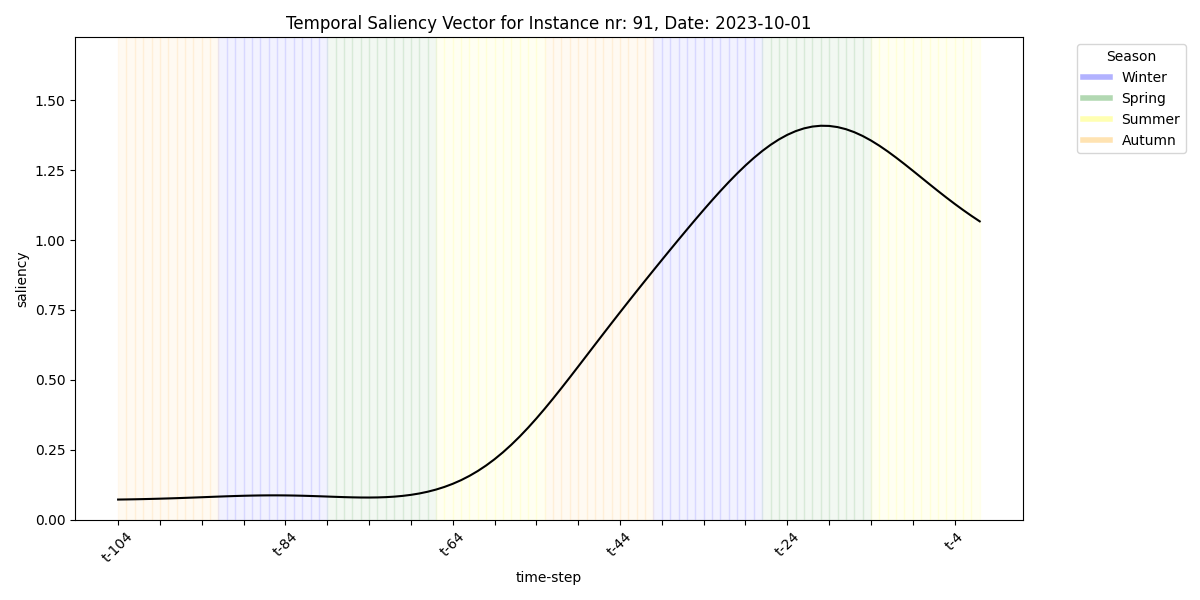 Temporal Saliency Vector for Instance nr: 91, Date: 2023-10-01
Season
Winter
Spring
Summer
Autumn
saliency
1.50
1.25
1.00
0.75
0.50
0.25
0.00
t-104
t-84
t-64
t-44
t-24
t-4
time-step